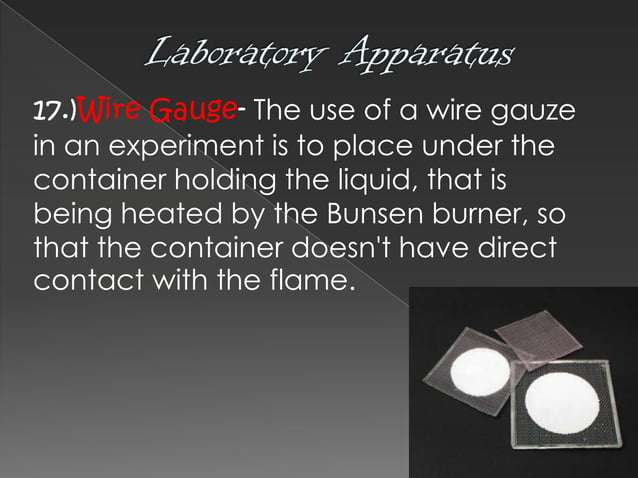 Laboratory Apparatus
17.)Wire Gauge- The use of a wire gauze
in an experiment is to place under the
container holding the liquid, that is
being heated by the Bunsen burner, so
that the container doesn't have direct
contact with the flame.